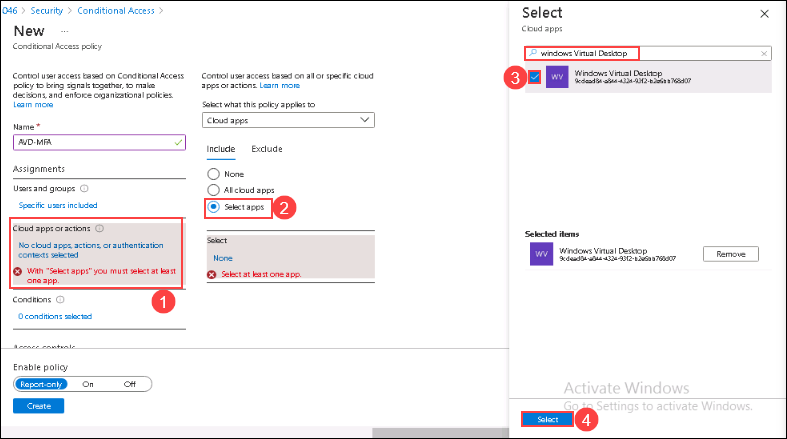 046 > Security > Conditional Access >
New ...
Conditional Access policy
Control user access based on Conditional Access
policy to bring signals together, to make
decisions, and enforce organizational policies.
Learn more
Name *
AVD-MFA
Assignments
Users and groups
Specific users included
Cloud apps or actions
No cloud apps, actions, or authentication
contexts selected
With "Select apps" you must select at least
one app.
1
Conditions
0 conditions selected
Access controls
Enable policy
Report-only On Off
Create
Control user access based on all or specific cloud
apps or actions. Learn more
Select what this policy applies to
Cloud apps
Include Exclude
None
All cloud apps
Select apps
2
Select
None
Select at least one app.
Select
Cloud apps
windows Virtual Desktop
3
WV
Windows Virtual Desktop
9cdead84-a844-4324-93f2-b2e6bb768d07
Selected items
WV
Windows Virtual Desktop
9cdead84-a844-4324-93f2-b2e6bb768d07
Remove
Activate Windows
Go to Settings to activate Windows.
Select
4